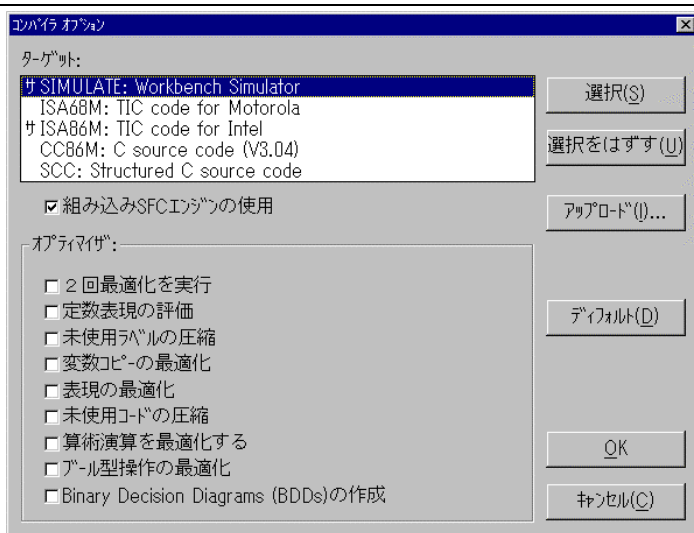 コンパイラ オプション
ターゲット:
サ SIMULATE: Workbench Simulator
ISA68M: TIC code for Motorola
サ ISA86M: TIC code for Intel
CC86M: C source code (V3.04)
SCC: Structured C source code
選択(S)
選択をはずす(U)
組み込みSFCエンジンの使用
アップロード(I)...
オプティマイザ:
２回最適化を実行
定数表現の評価
未使用ラベルの圧縮
変数コピーの最適化
表現の最適化
未使用コードの圧縮
算術演算を最適化する
ブール型操作の最適化
Binary Decision Diagrams (BDDs)の作成
ディフォルト(D)
OK
キャンセル(C)